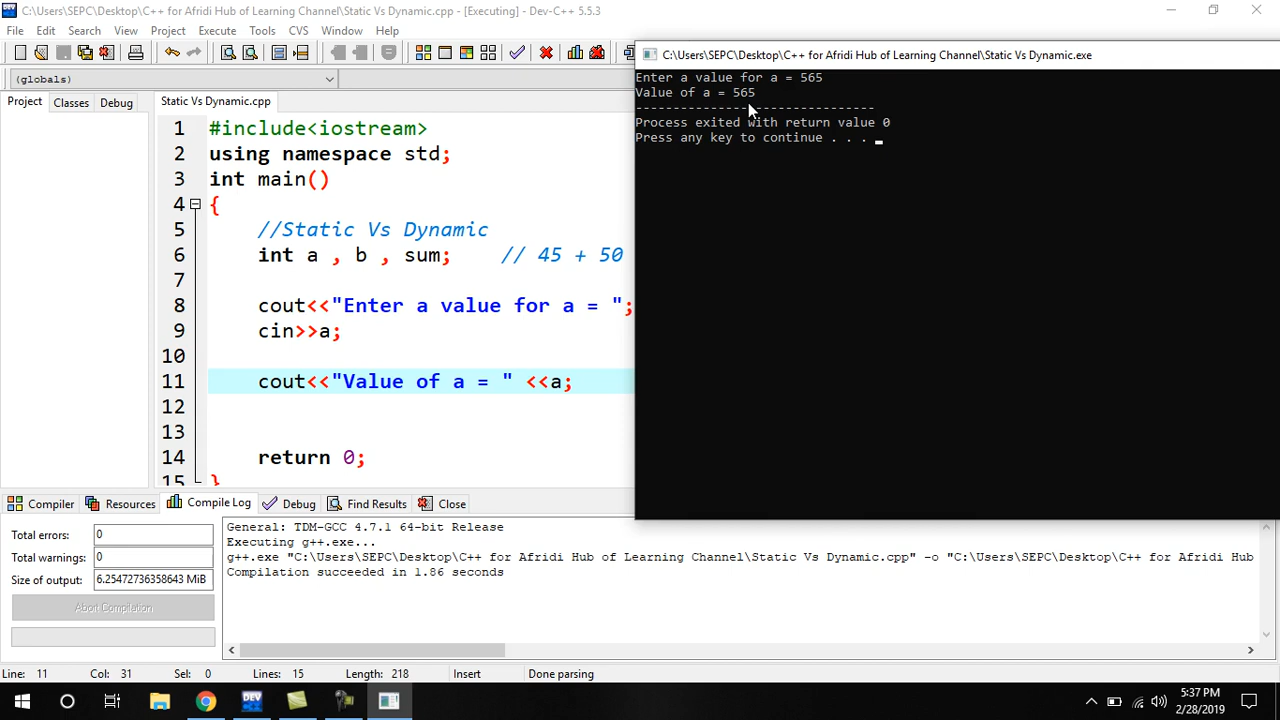 C:\Users\SEPC\Desktop\C++ for Afridi Hub of Learning Channel\Static Vs Dynamic.cpp - [Executing] - Dev-C++ 5.5.3
File Edit Search View Project Execute Tools CVS Window Help
C:\Users\SEPC\Desktop\C++ for Afridi Hub of Learning Channel\Static Vs Dynamic.exe
(globals)
Enter a value for a = 565
Value of a = 565
--------------------------------
Process exited with return value 0
Press any key to continue . . .
Project Classes Debug
Static Vs Dynamic.cpp
1 #include<iostream>
2 using namespace std;
3 int main()
4 {
5 //Static Vs Dynamic
6 int a , b , sum; // 45 + 50
7
8 cout<<"Enter a value for a = ";
9 cin>>a;
10
11 cout<<"Value of a = " <<a;
12
13
14 return 0;
15 }
Compiler Resources Compile Log Debug Find Results Close
Total errors: 0
Total warnings: 0
Size of output: 6.25472736358643 MiB
Abort Compilation
General: TDM-GCC 4.7.1 64-bit Release
Executing g++.exe...
g++.exe "C:\Users\SEPC\Desktop\C++ for Afridi Hub of Learning Channel\Static Vs Dynamic.cpp" -o "C:\Users\SEPC\Desktop\C++ for Afridi Hub
Compilation succeeded in 1.86 seconds
Line: 11 Col: 31 Sel: 0 Lines: 15 Length: 218 Insert Done parsing
DEV
5:37 PM
2/28/2019